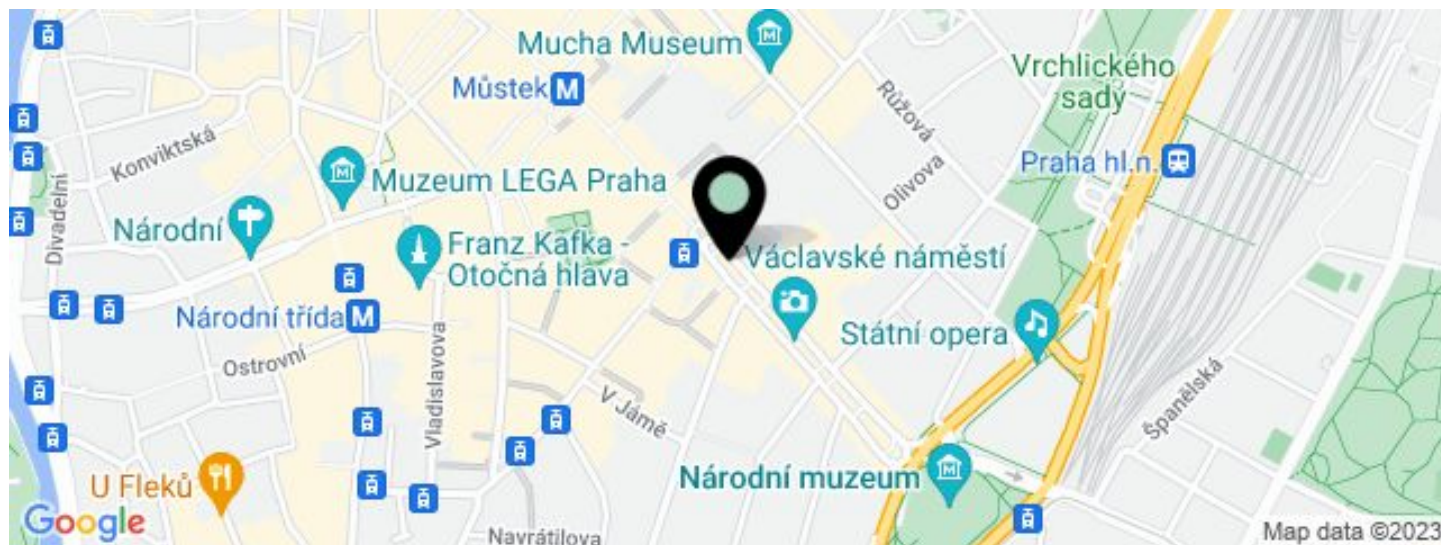 Mucha Museum
Můstek
M
Vrchlického
sady
Růžová
Konviktská
Praha hl.n.
Olivova
Muzeum LEGA Praha
Divadelní
Národní
Franz Kafka -
Otočná hlava
Václavské náměstí
Národní třída
M
Státní opera
Ostrovní
Vladislavova
V Jámě
Španělská
U Fleků
Národní muzeum
Google
Navrátilova
Map data ©2023